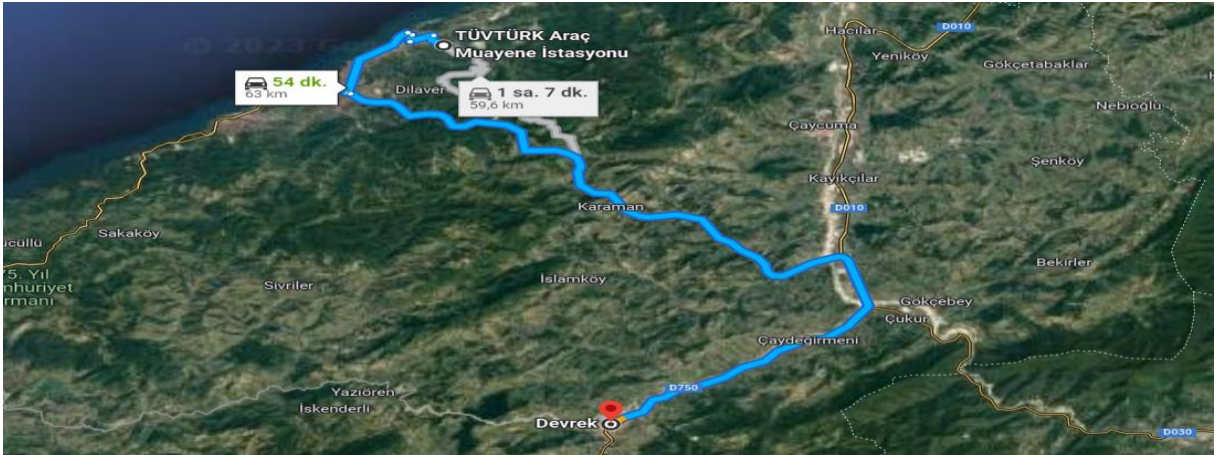 © 2023
TÜVTÜRK Araç
Muayene İstasyonu
54 dk.
63 km
Dilaver
1 sa. 7 dk.
59,6 km
Hacılar
D010
Yeniköy
Gökçetabaklar
Nebioğlu
Çaycuma
Şenköy
Kayıkçılar
D010
Karaman
Sakaköy
Bekirler
75. Yıl
Sivriler
İslamköy
Gökçebey
Çukur
Çaydeğirmeni
D750
Yazıören
İskenderli
Devrek
D030